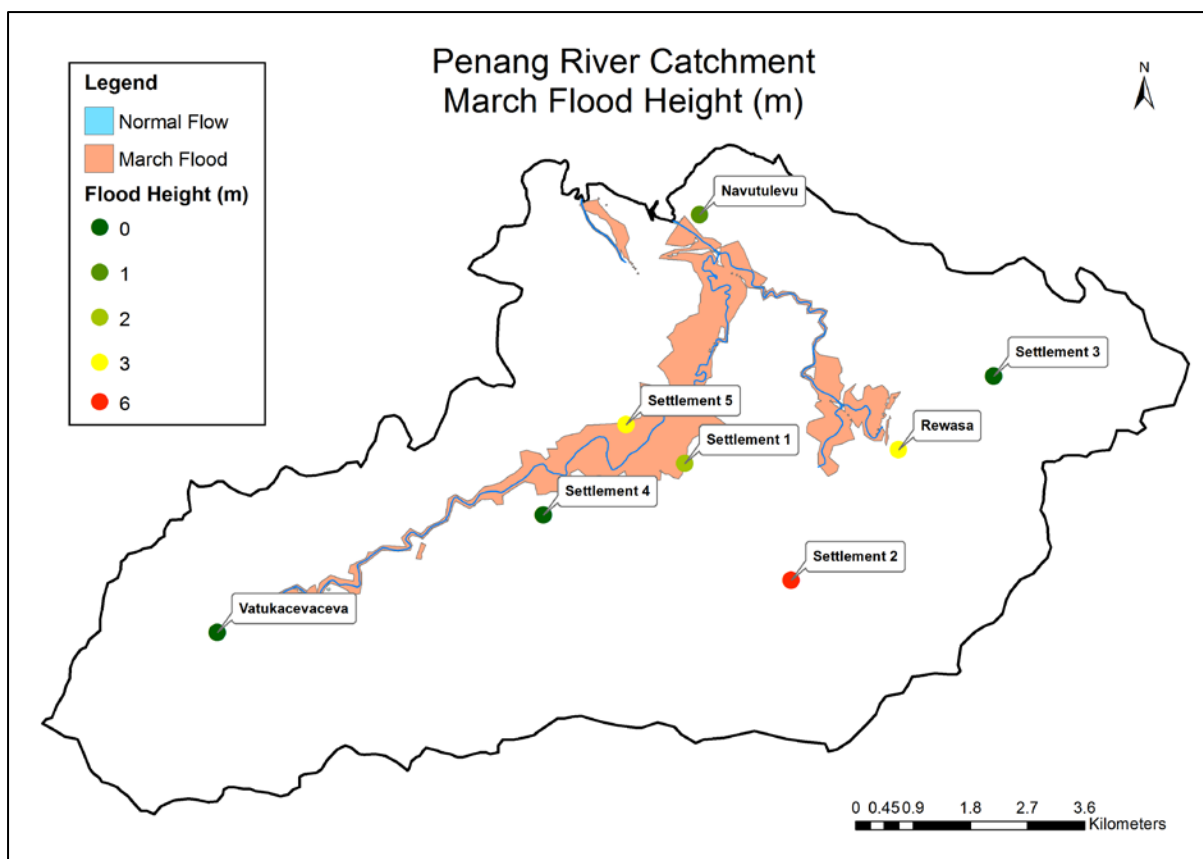 Penang River Catchment
March Flood Height (m)
N
Legend
Normal Flow
March Flood
Flood Height (m)
0
1
2
3
6
Navutulevu
Settlement 3
Settlement 5
Rewasa
Settlement 1
Settlement 4
Settlement 2
Vatukacevaceva
0 0.45 0.9 1.8 2.7 3.6
Kilometers